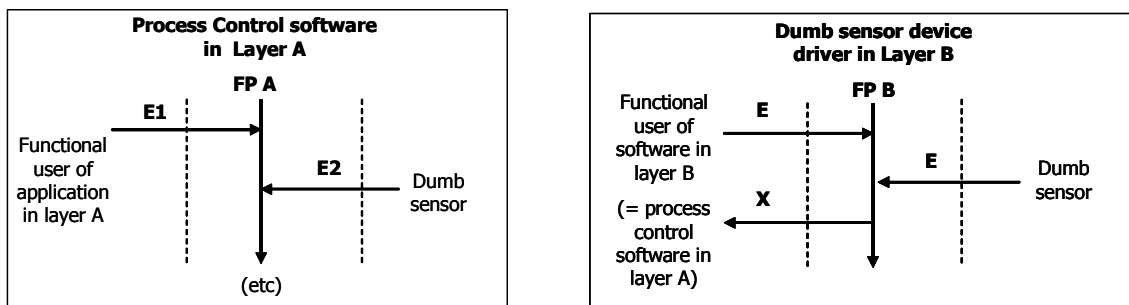 Process Control software
in Layer A
FP A
E1
Functional
user of
application
in layer A
E2
Dumb
sensor
(etc)
Dumb sensor device
driver in Layer B
FP B
Functional
user of
software in
layer B
E
E
Dumb
sensor
X
(= process
control
software in
layer A)